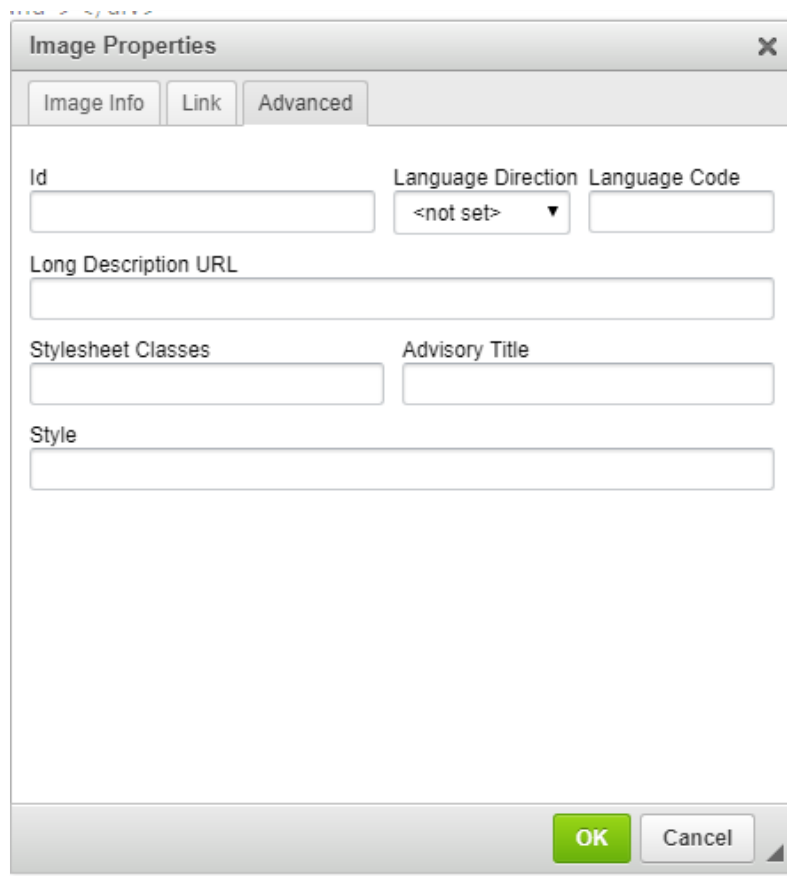 Image Properties
Image Info Link Advanced
Id Language Direction Language Code
<not set>
Long Description URL
Stylesheet Classes Advisory Title
Style
OK Cancel